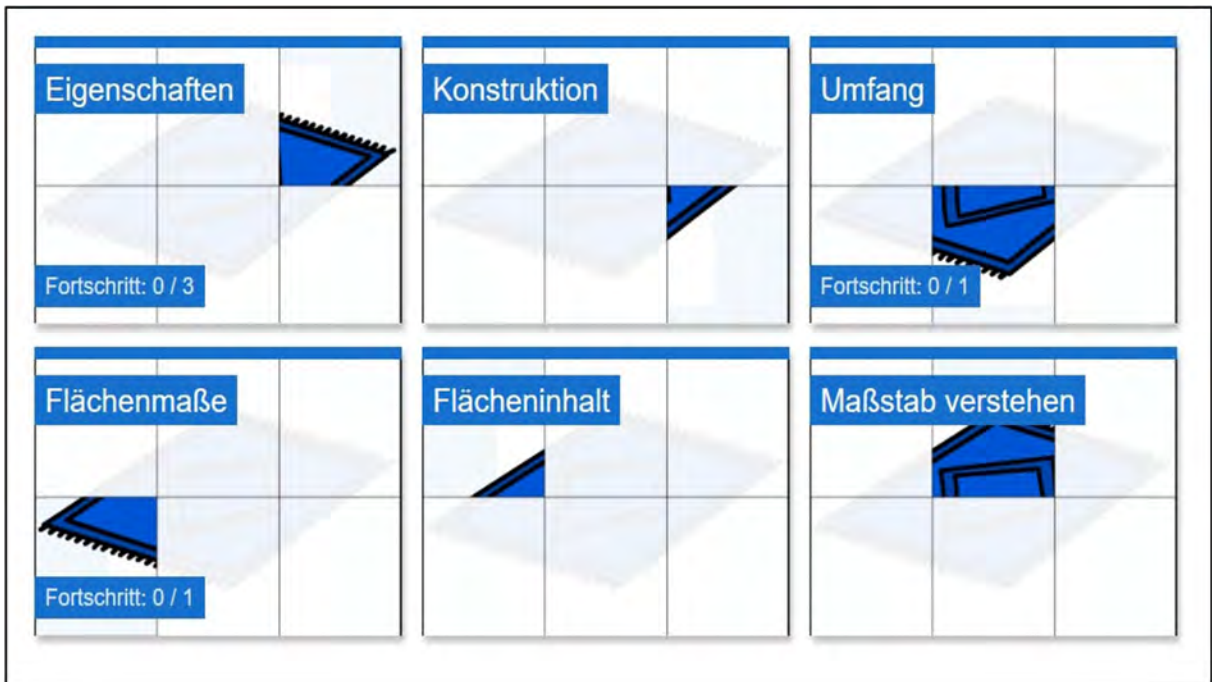 Eigenschaften
Fortschritt: 0 / 3
Konstruktion
Umfang
Fortschritt: 0 / 1
Flächenmaße
Fortschritt: 0 / 1
Flächeninhalt
Maßstab verstehen